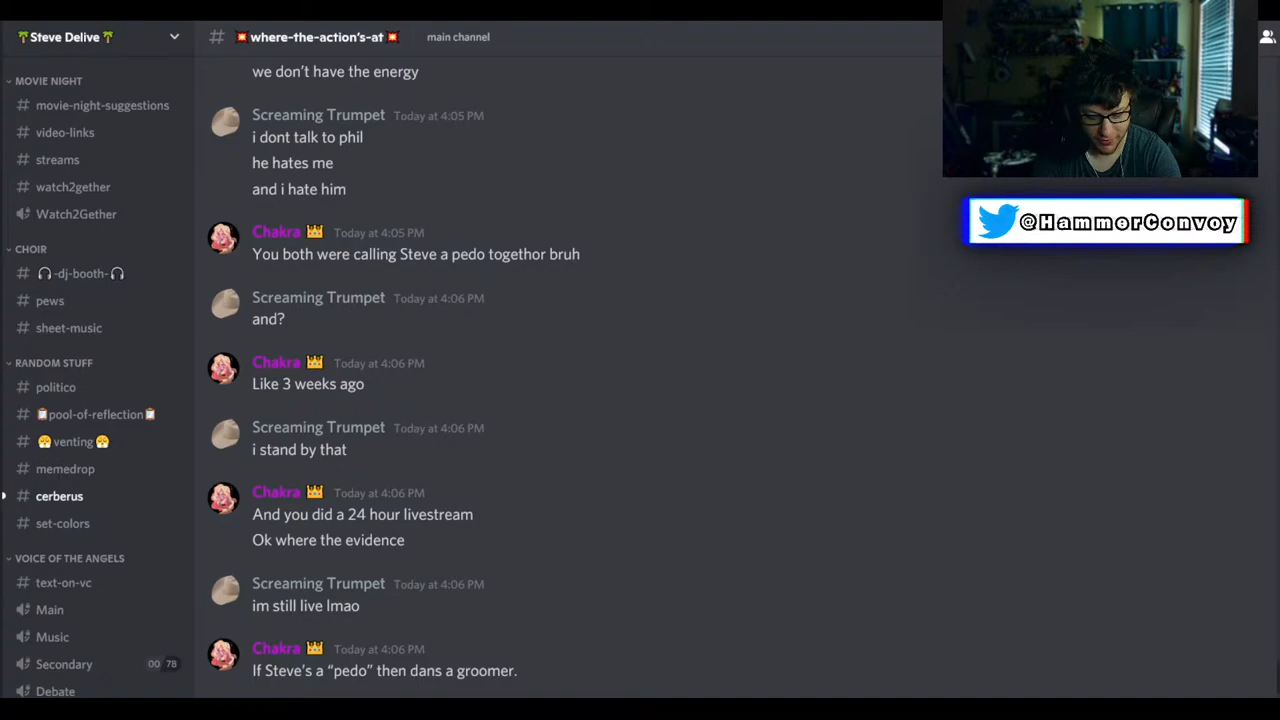 🌴Steve Delive🌴
MOVIE NIGHT
movie-night-suggestions
video-links
streams
watch2gether
Watch2Gether
CHOIR
🎧-dj-booth-🎧
pews
sheet-music
RANDOM STUFF
politico
📋pool-of-reflection📋
😤venting😤
memedrop
cerberus
set-colors
VOICE OF THE ANGELS
text-on-vc
Main
Music
Secondary 00 78
Debate
# 💥where-the-action's-at💥 main channel
we don't have the energy
Screaming Trumpet Today at 4:05 PM
i dont talk to phil
he hates me
and i hate him
Chakra 👑 Today at 4:05 PM
You both were calling Steve a pedo togethor bruh
Screaming Trumpet Today at 4:06 PM
and?
Chakra 👑 Today at 4:06 PM
Like 3 weeks ago
Screaming Trumpet Today at 4:06 PM
i stand by that
Chakra 👑 Today at 4:06 PM
And you did a 24 hour livestream
Ok where the evidence
Screaming Trumpet Today at 4:06 PM
im still live lmao
Chakra 👑 Today at 4:06 PM
If Steve's a “pedo” then dans a groomer.
@HammerConvoy